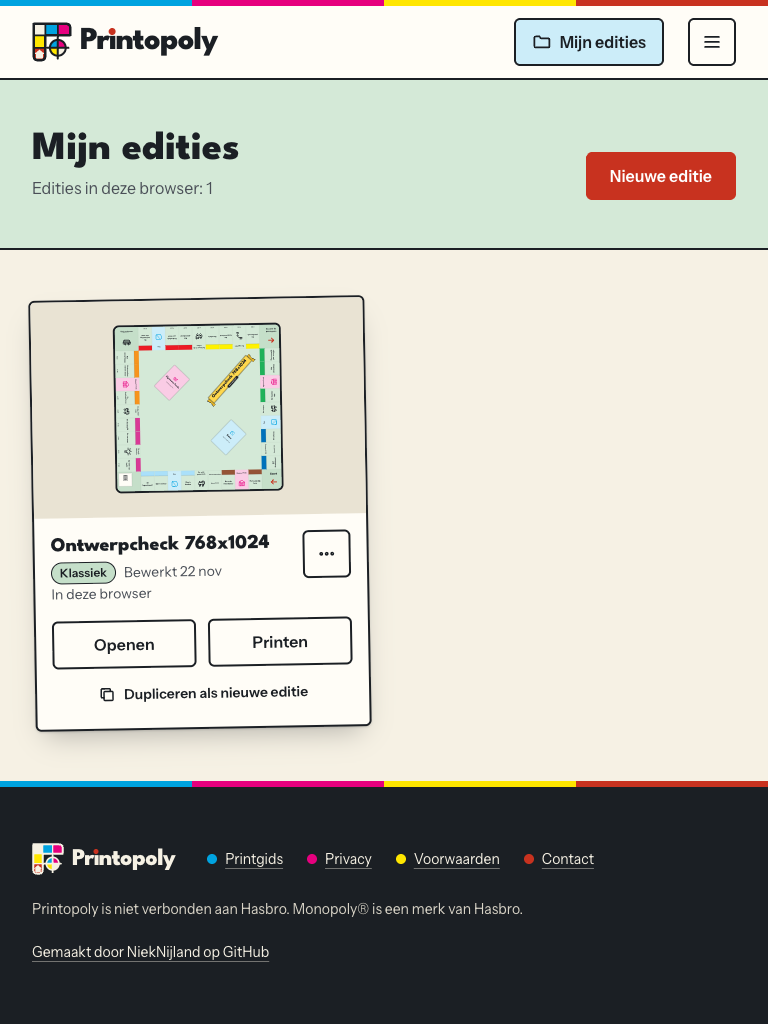 Printopoly
Mijn edities
Mijn edities
Edities in deze browser: 1
Nieuwe editie
Ontwerpcheck 768x1024
Ontwerpcheck 768x1024
Klassiek
Bewerkt 22 nov
In deze browser
Openen
Printen
Dupliceren als nieuwe editie
Printopoly
Printgids
Privacy
Voorwaarden
Contact
Printopoly is niet verbonden aan Hasbro. Monopoly® is een merk van Hasbro.
Gemaakt door NiekNijland op GitHub